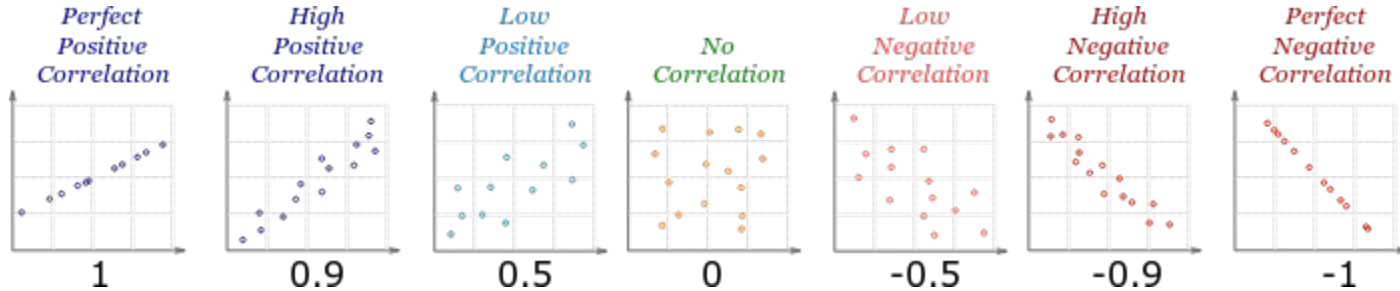 Perfect
Positive
Correlation
High
Positive
Correlation
Low
Positive
Correlation
No
Correlation
Low
Negative
Correlation
High
Negative
Correlation
Perfect
Negative
Correlation
1
0.9
0.5
0
-0.5
-0.9
-1